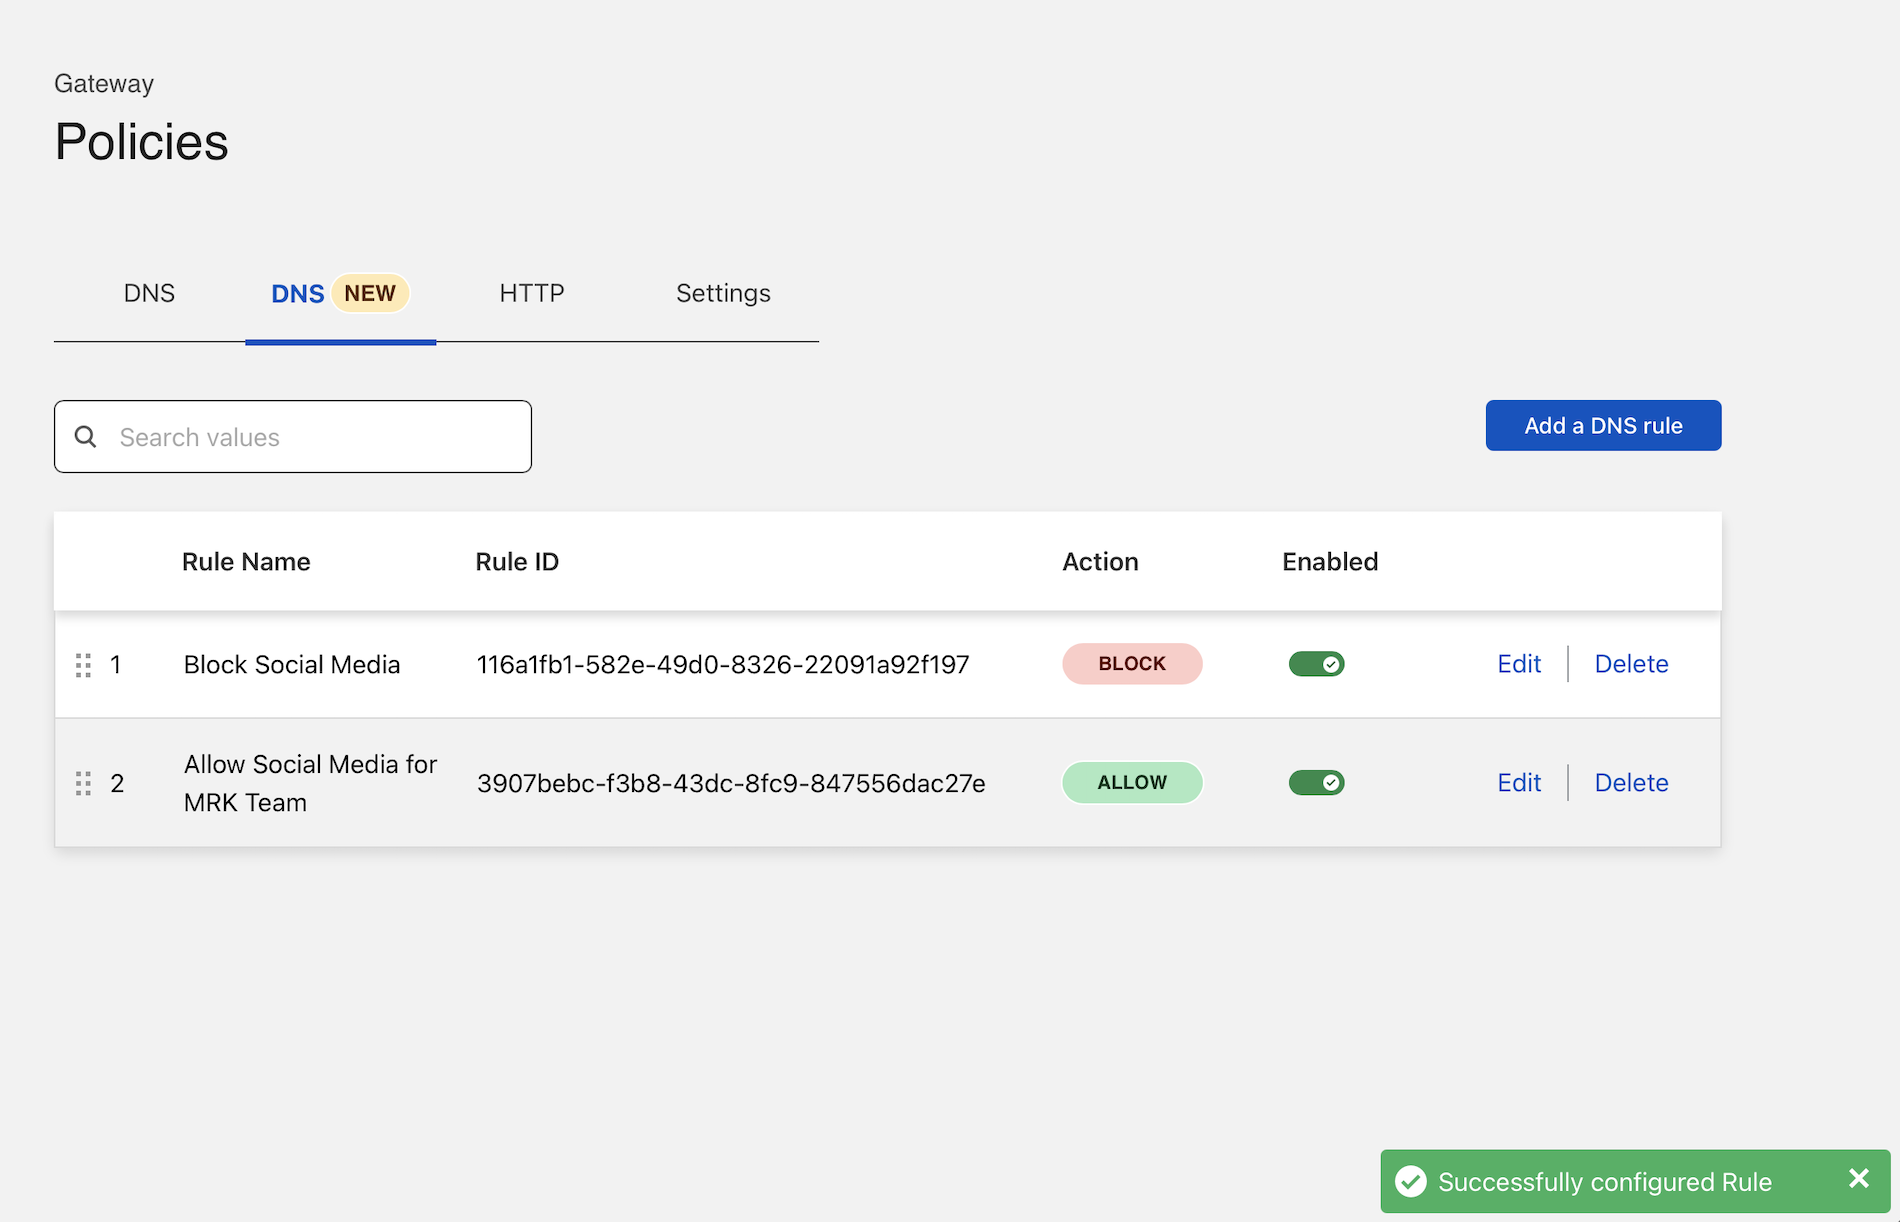 Gateway
Policies
DNS
DNS NEW
HTTP
Settings
Search values
Add a DNS rule
Rule Name
Rule ID
Action
Enabled
1
Block Social Media
116a1fb1-582e-49d0-8326-22091a92f197
BLOCK
Edit
Delete
2
Allow Social Media for
MRK Team
3907bebc-f3b8-43dc-8fc9-847556dac27e
ALLOW
Edit
Delete
Successfully configured Rule